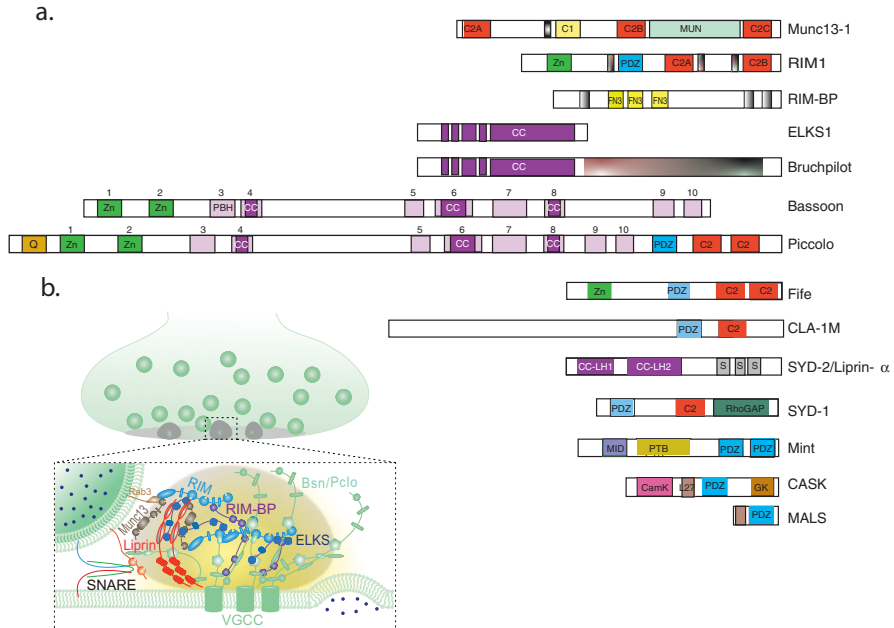 a.
C2A C1 C2B MUN C2C Munc13-1
Zn PDZ C2A C2B RIM1
FN3 FN3 FN3 RIM-BP
CC ELKS1
CC Bruchpilot
1 2 3 4 5 6 7 8 9 10
Zn Zn PBH CC CC CC Bassoon
1 2 3 4 5 6 7 8 9 10
Q Zn Zn CC CC CC PDZ C2 C2 Piccolo
b.
Zn PDZ C2 C2 Fife
PDZ C2 CLA-1M
CC-LH1 CC-LH2 S S S SYD-2/Liprin- α
PDZ C2 RhoGAP SYD-1
MID PTB PDZ PDZ Mint
CamK L27 PDZ GK CASK
PDZ MALS
Rab3
RIM
Bsn/Pclo
Munc13
RIM-BP
Liprin
ELKS
SNARE
VGCC